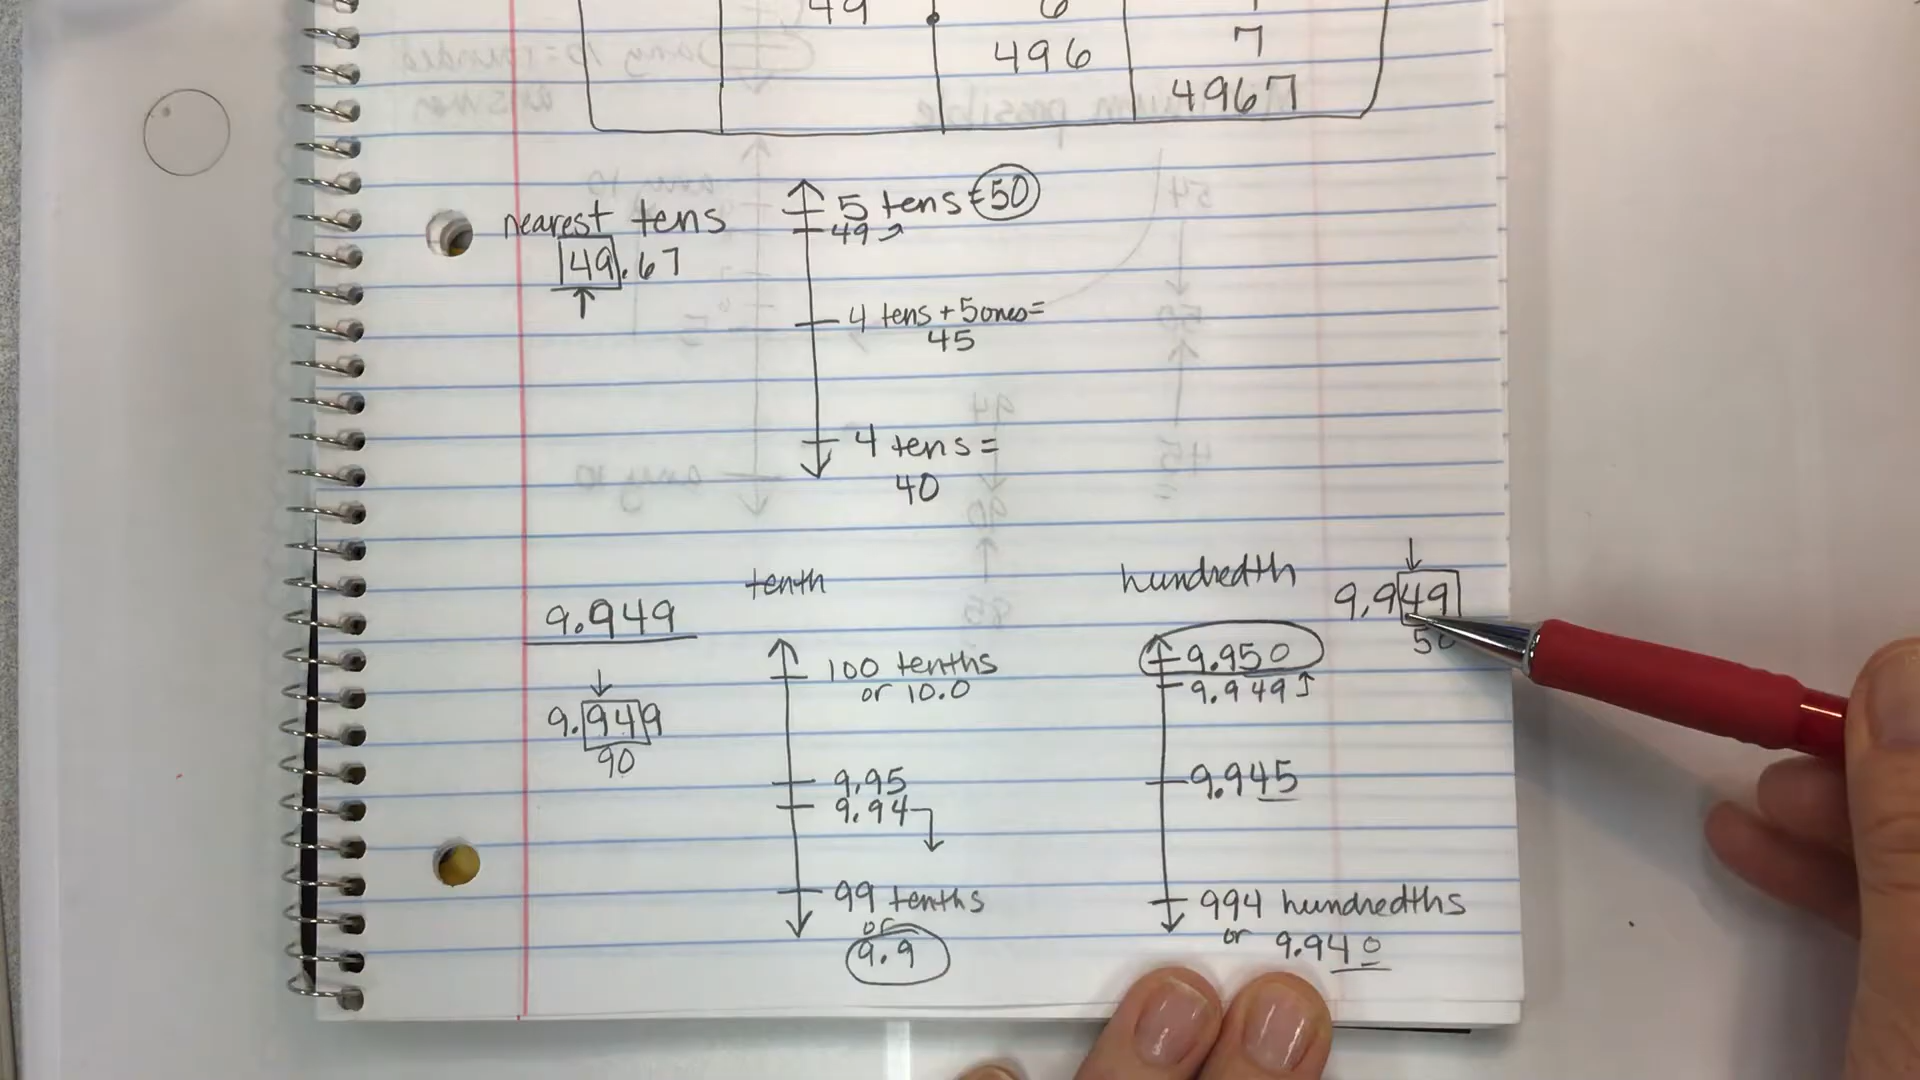 49 6
496 7
4967
nearest tens
49.67
5 tens = 50
49
4 tens + 5 ones =
45
4 tens =
40
9.949
9.949
90
tenth
100 tenths
or 10.0
9.95
9.94
99 tenths
or
9.9
hundredth
9.949
50
9.950
9.949
9.945
994 hundredths
or 9.940